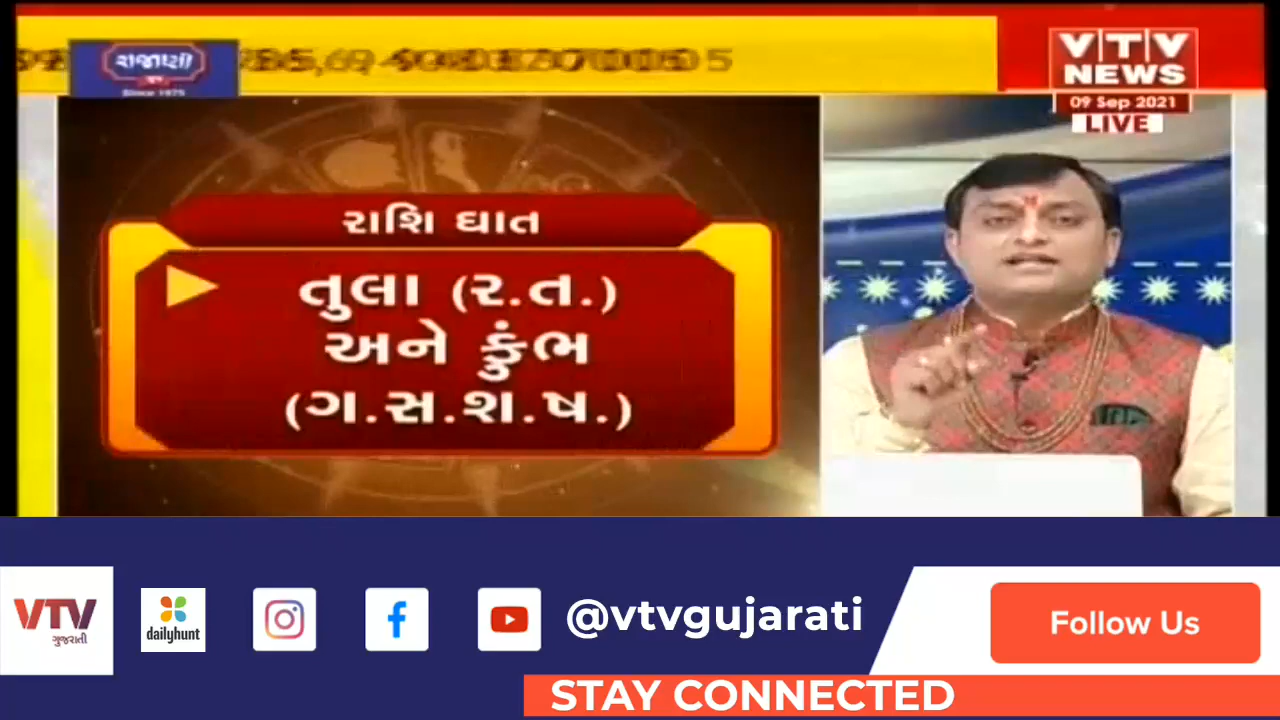 રાજાણી
Since 1975
VTV
NEWS
09 Sep 2021
LIVE
રાશિ ઘાત
તુલા (ર.ત.)
અને કુંભ
(ગ.સ.શ.ષ.)
VTV
ગુજરાતી
dailyhunt
@vtvgujarati
Follow Us
STAY CONNECTED